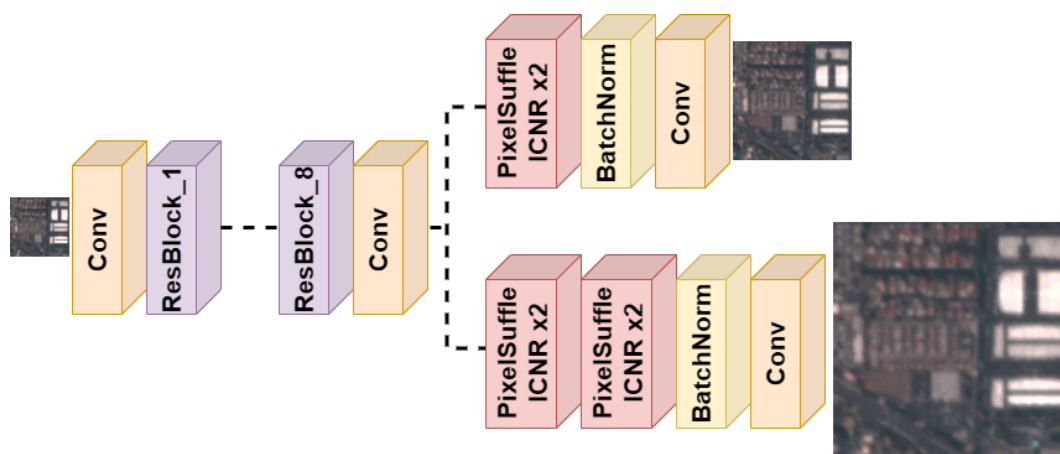 Conv
ResBlock_1
ResBlock_8
Conv
PixelSuffle
ICNR x2
BatchNorm
Conv
PixelSuffle
ICNR x2
PixelSuffle
ICNR x2
BatchNorm
Conv